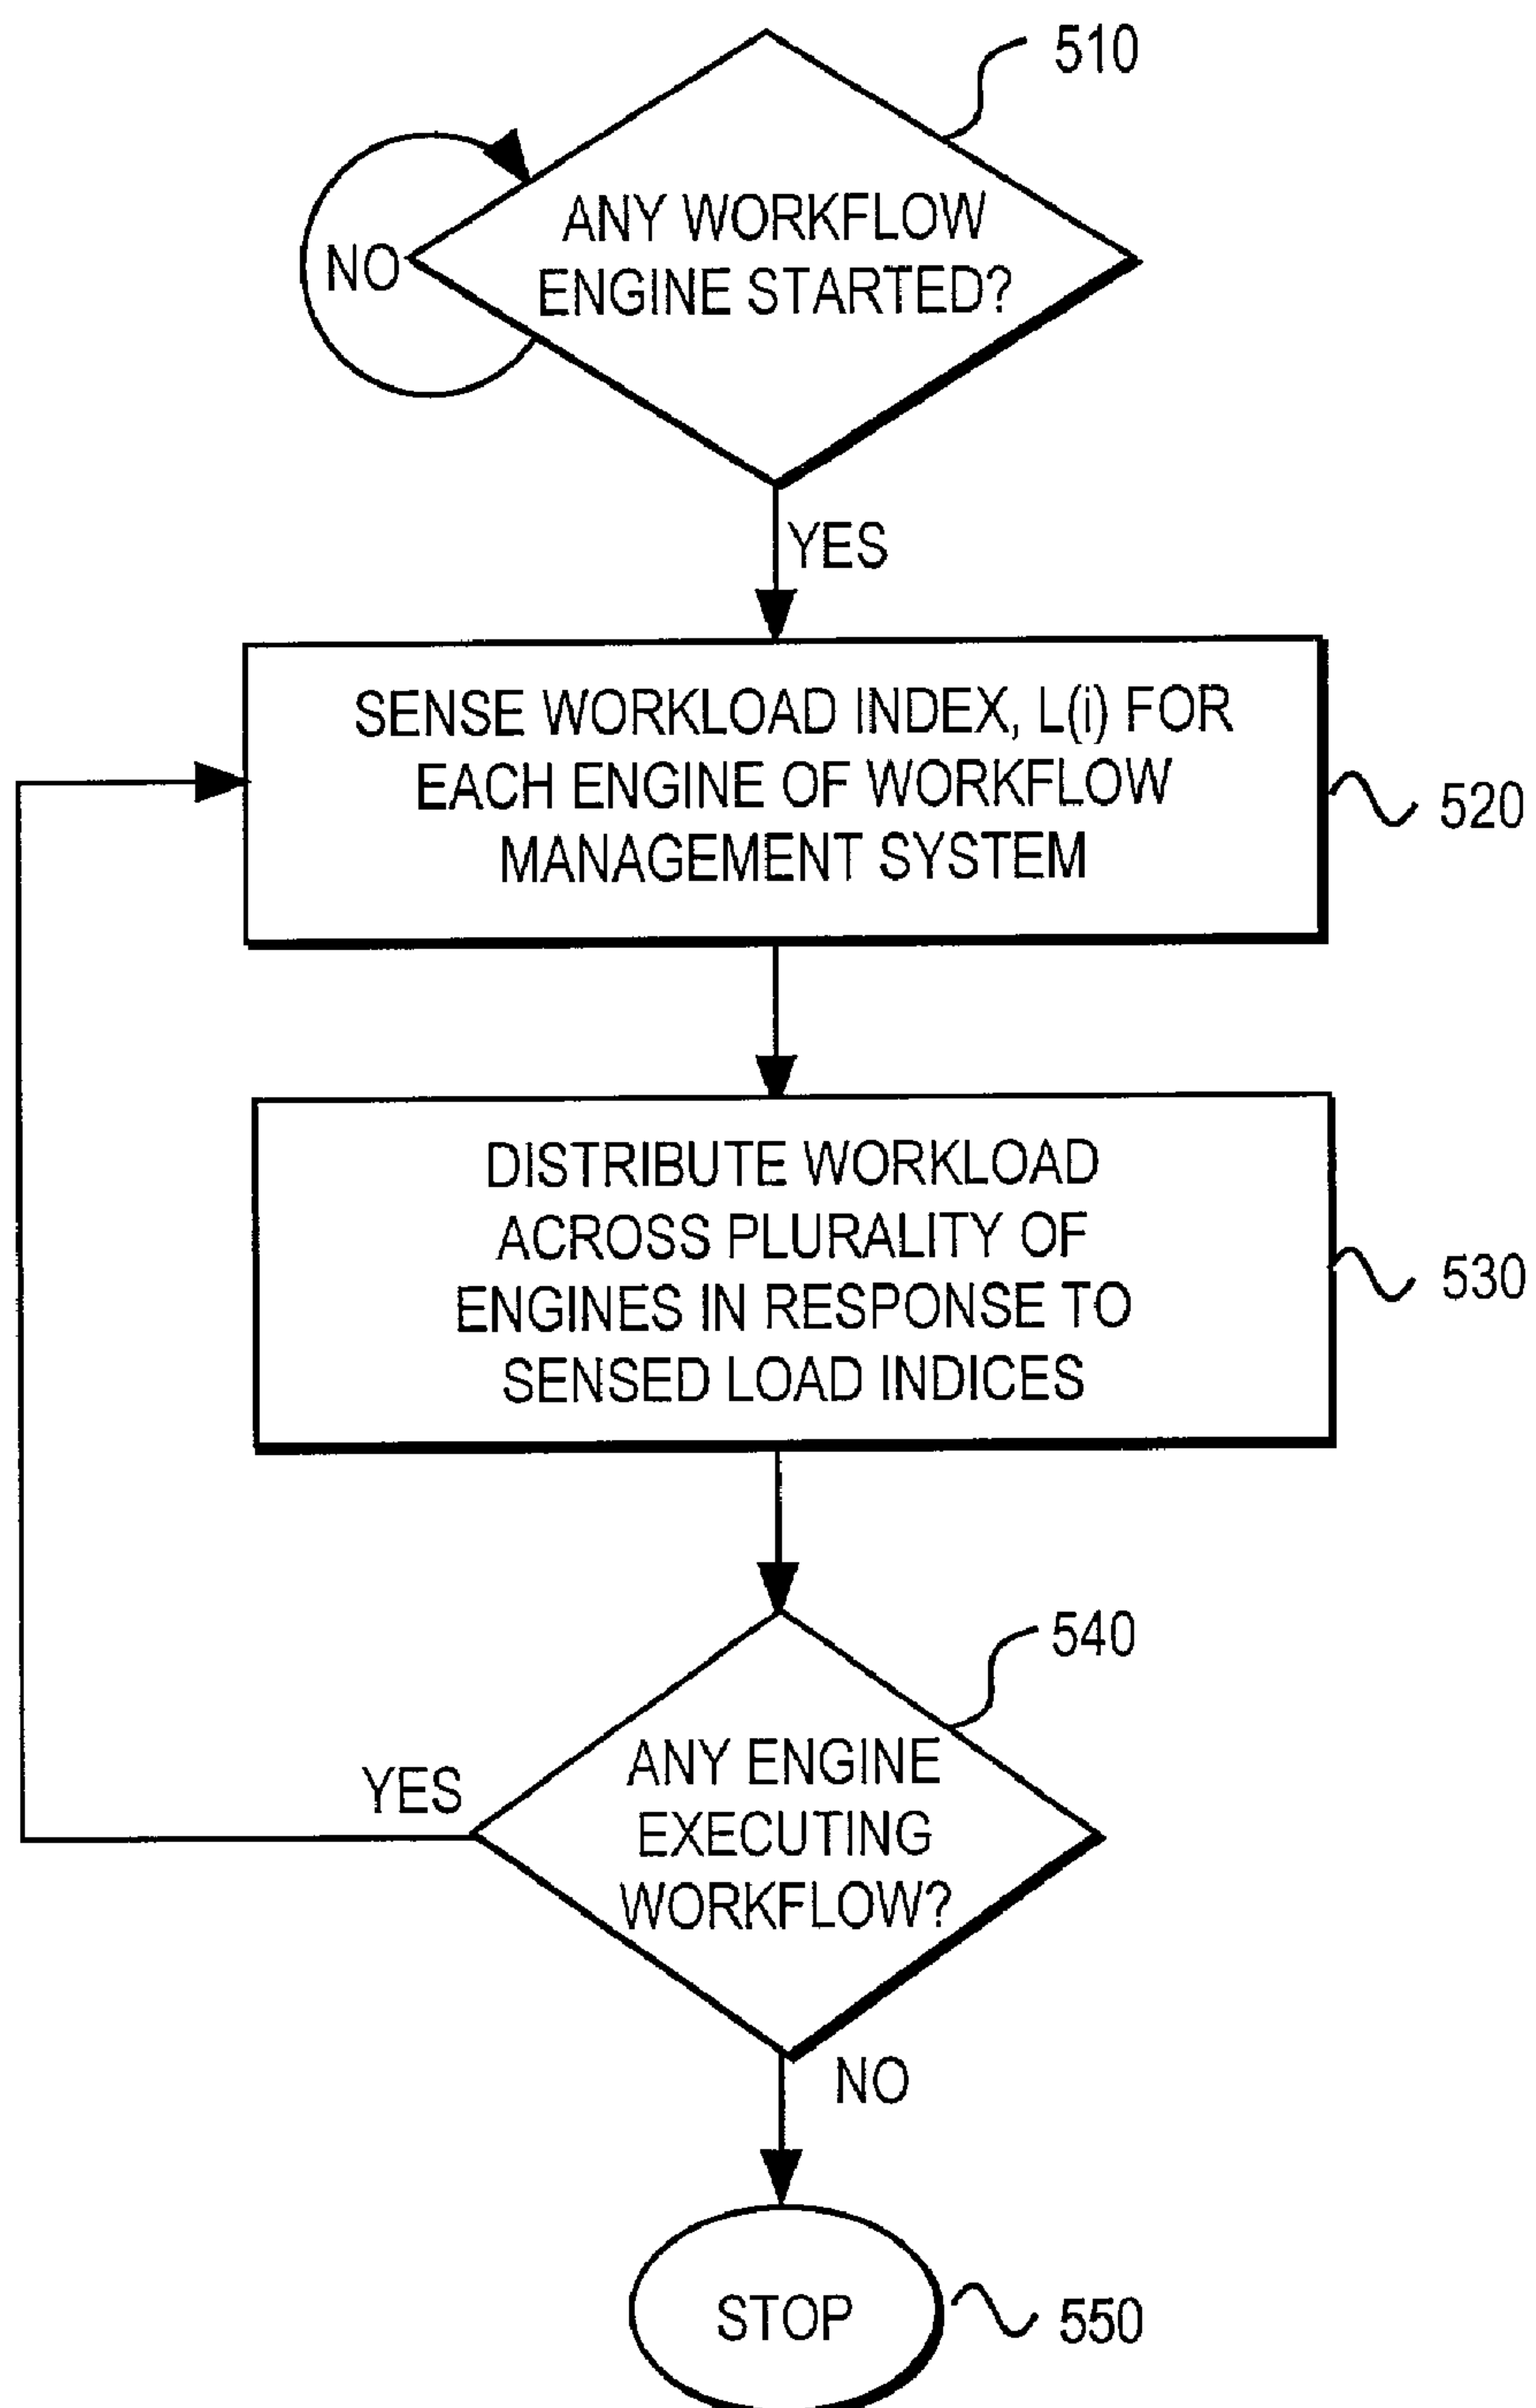 510
ANY WORKFLOW
ENGINE STARTED?
NO
YES
SENSE WORKLOAD INDEX, L(i) FOR
EACH ENGINE OF WORKFLOW
MANAGEMENT SYSTEM
520
DISTRIBUTE WORKLOAD
ACROSS PLURALITY OF
ENGINES IN RESPONSE TO
SENSED LOAD INDICES
530
540
ANY ENGINE
EXECUTING
WORKFLOW?
YES
NO
STOP
550